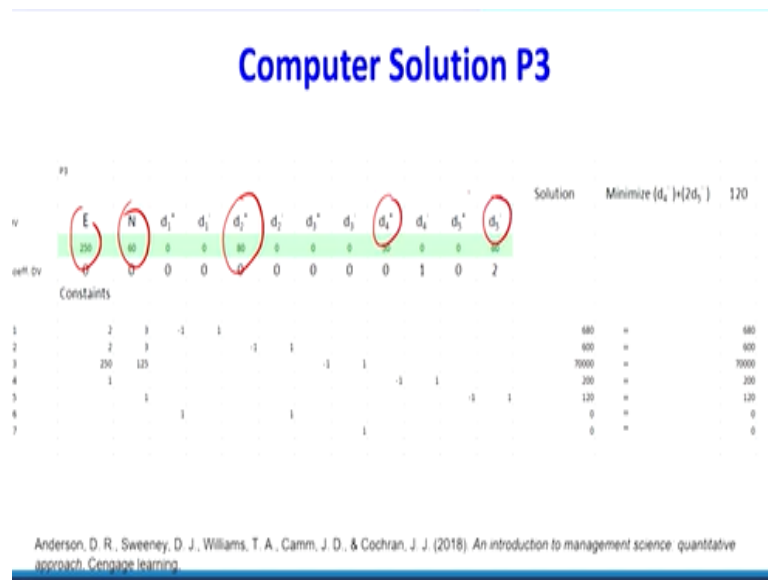 Computer Solution P3
P3
Solution Minimize (d4-)+(2d5-) 120
E N d1+ d1- d2+ d2- d3+ d3- d4+ d4- d5+ d5-
250 60 0 0 80 0 0 0 0 0
0 0 0 0 0 0 0 0 0 1 0 2
Constaints
1 2 3 -1 1 680 = 680
2 2 3 -1 1 600 = 600
3 250 125 -1 1 70000 = 70000
4 1 -1 1 200 = 200
5 1 -1 1 120 = 120
6 1 1 0 = 0
7 1 0 = 0
Anderson, D. R., Sweeney, D. J., Williams, T. A., Camm, J. D., & Cochran, J. J. (2018). An introduction to management science: quantitative
approach. Cengage learning.